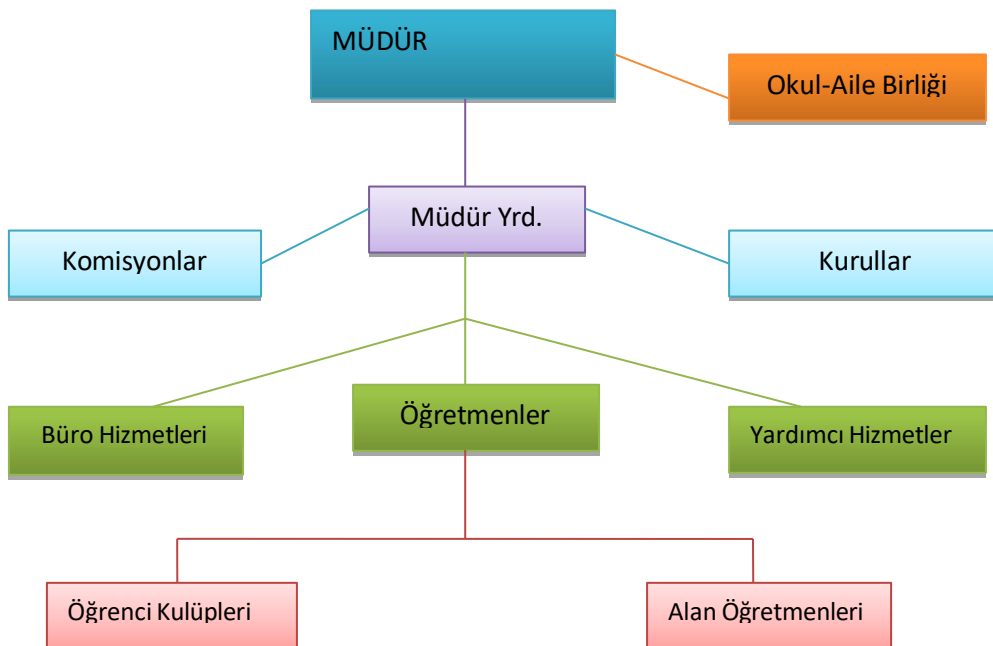 MÜDÜR
Okul-Aile Birliği
Müdür Yrd.
Komisyonlar
Kurullar
Büro Hizmetleri
Öğretmenler
Yardımcı Hizmetler
Öğrenci Kulüpleri
Alan Öğretmenleri